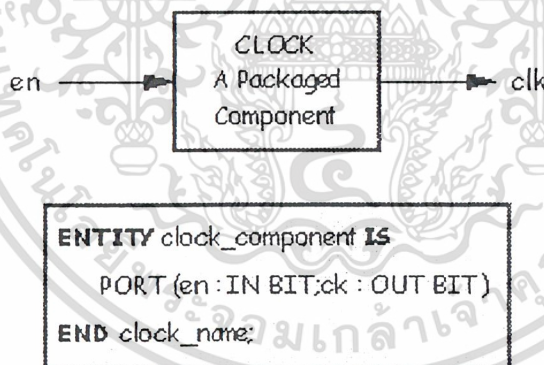 CLOCK
en
A Packaged
clk
Component
ENTITY clock_component IS
PORT (en : IN BIT;ck : OUT BIT)
END clock_name;